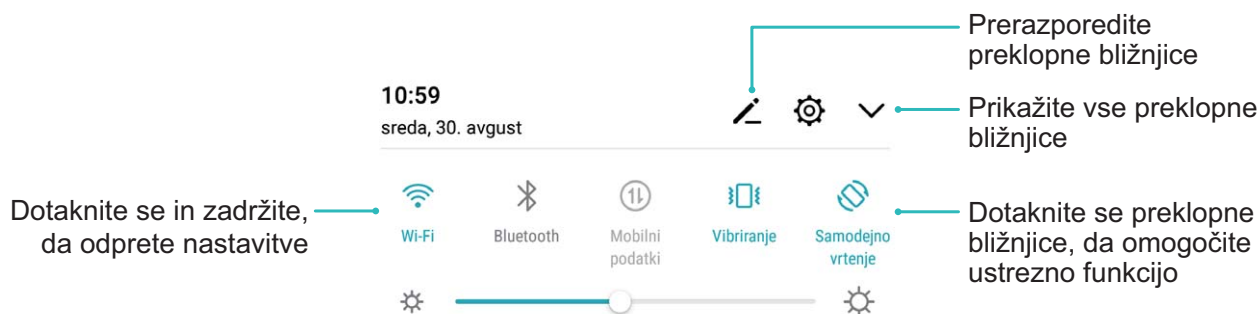 Prerazporedite
preklopne bližnjice
10:59
sreda, 30. avgust
Prikažite vse preklopne
bližnjice
Dotaknite se in zadržite,
da odprete nastavitve
Wi-Fi
Bluetooth
Mobilni
podatki
Vibriranje
Samodejno
vrtenje
Dotaknite se preklopne
bližnjice, da omogočite
ustrezno funkcijo